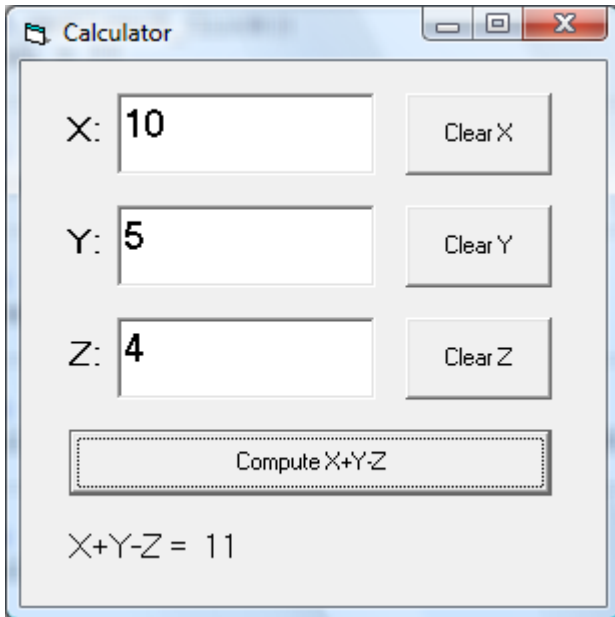 Calculator
X: 10 Clear X
Y: 5 Clear Y
Z: 4 Clear Z
Compute X+Y-Z
X+Y-Z = 11